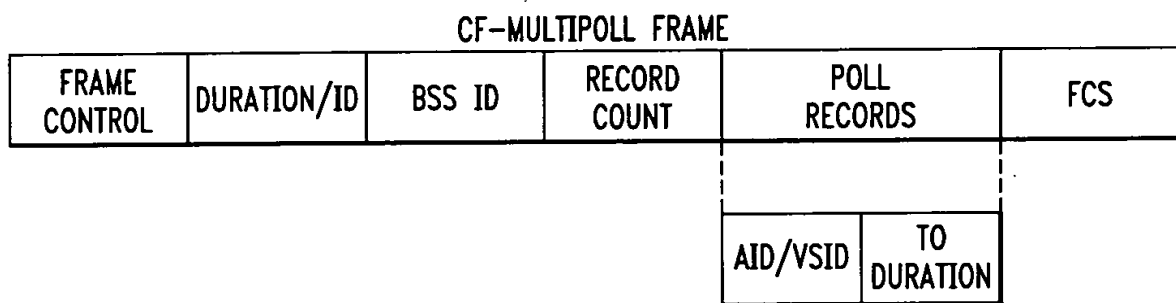 CF-MULTIPOLL FRAME
FRAME CONTROL
DURATION/ID
BSS ID
RECORD COUNT
POLL RECORDS
FCS
AID/VSID
TO DURATION